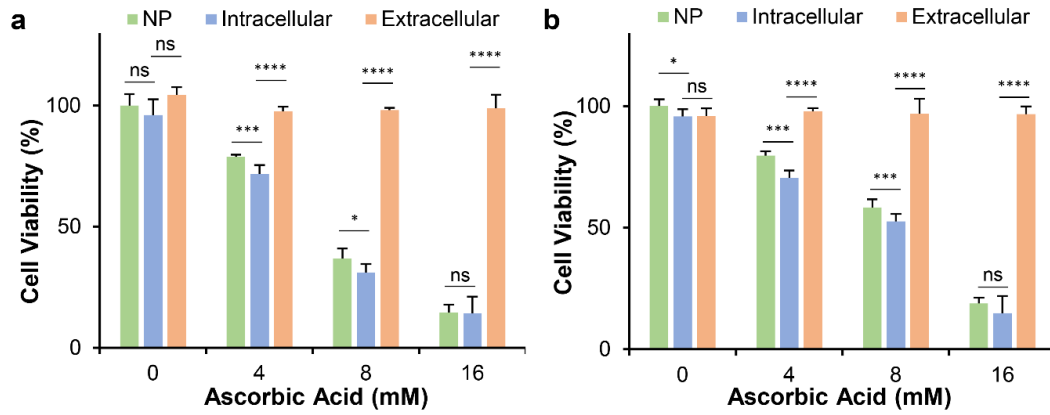 a
NP Intracellular Extracellular
Cell Viability (%)
100
50
0
ns
ns
***
****
*
****
ns
****
0 4 8 16
Ascorbic Acid (mM)
b
NP Intracellular Extracellular
Cell Viability (%)
100
50
0
*
ns
***
****
***
****
ns
****
0 4 8 16
Ascorbic Acid (mM)